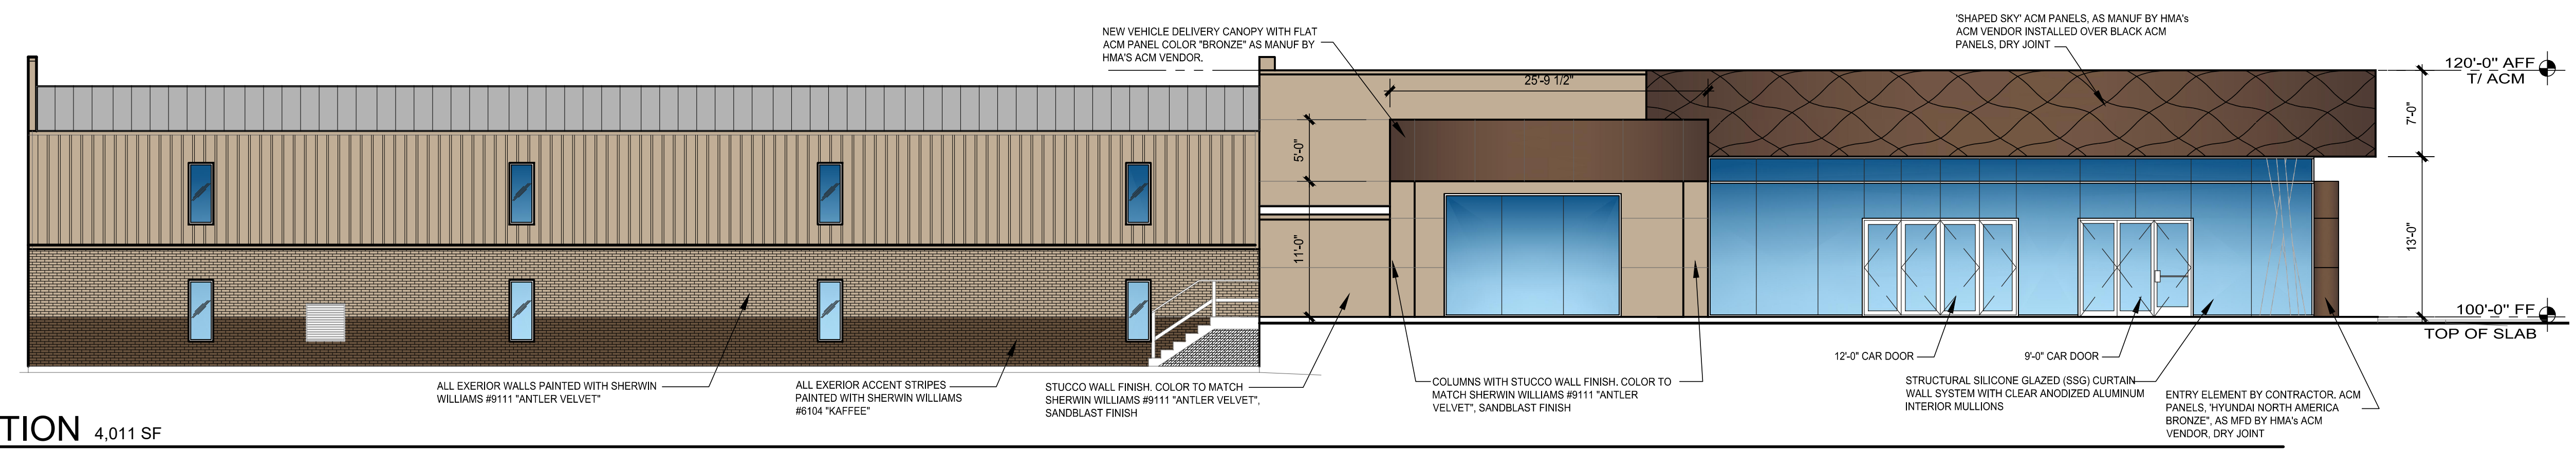 NEW VEHICLE DELIVERY CANOPY WITH FLAT
ACM PANEL COLOR "BRONZE" AS MANUF BY
HMA'S ACM VENDOR.
'SHAPED SKY' ACM PANELS, AS MANUF BY HMA's
ACM VENDOR INSTALLED OVER BLACK ACM
PANELS, DRY JOINT
120'-0" AFF
T/ ACM
25'-9 1/2"
7'-0"
5'-0"
11'-0"
13'-0"
100'-0" FF
TOP OF SLAB
12'-0" CAR DOOR
9'-0" CAR DOOR
ALL EXERIOR WALLS PAINTED WITH SHERWIN
WILLIAMS #9111 "ANTLER VELVET"
ALL EXERIOR ACCENT STRIPES
PAINTED WITH SHERWIN WILLIAMS
#6104 "KAFFEE"
STUCCO WALL FINISH. COLOR TO MATCH
SHERWIN WILLIAMS #9111 "ANTLER VELVET",
SANDBLAST FINISH
COLUMNS WITH STUCCO WALL FINISH. COLOR TO
MATCH SHERWIN WILLIAMS #9111 "ANTLER
VELVET", SANDBLAST FINISH
STRUCTURAL SILICONE GLAZED (SSG) CURTAIN
WALL SYSTEM WITH CLEAR ANODIZED ALUMINUM
INTERIOR MULLIONS
ENTRY ELEMENT BY CONTRACTOR. ACM
PANELS, 'HYUNDAI NORTH AMERICA
BRONZE", AS MFD BY HMA's ACM
VENDOR, DRY JOINT
TION 4,011 SF